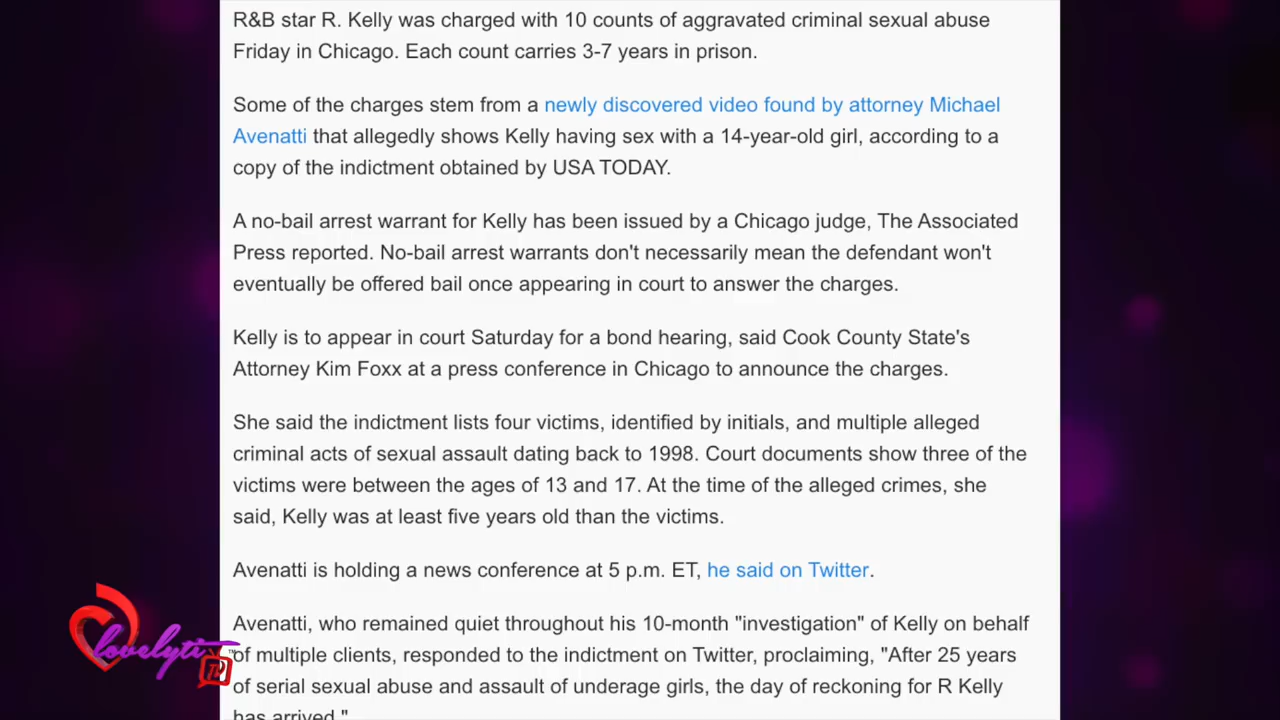 R&B star R. Kelly was charged with 10 counts of aggravated criminal sexual abuse
Friday in Chicago. Each count carries 3-7 years in prison.
Some of the charges stem from a newly discovered video found by attorney Michael
Avenatti that allegedly shows Kelly having sex with a 14-year-old girl, according to a
copy of the indictment obtained by USA TODAY.
A no-bail arrest warrant for Kelly has been issued by a Chicago judge, The Associated
Press reported. No-bail arrest warrants don't necessarily mean the defendant won't
eventually be offered bail once appearing in court to answer the charges.
Kelly is to appear in court Saturday for a bond hearing, said Cook County State's
Attorney Kim Foxx at a press conference in Chicago to announce the charges.
She said the indictment lists four victims, identified by initials, and multiple alleged
criminal acts of sexual assault dating back to 1998. Court documents show three of the
victims were between the ages of 13 and 17. At the time of the alleged crimes, she
said, Kelly was at least five years old than the victims.
Avenatti is holding a news conference at 5 p.m. ET, he said on Twitter.
Avenatti, who remained quiet throughout his 10-month "investigation" of Kelly on behalf
of multiple clients, responded to the indictment on Twitter, proclaiming, "After 25 years
of serial sexual abuse and assault of underage girls, the day of reckoning for R Kelly
has arrived."
lovelyti TV